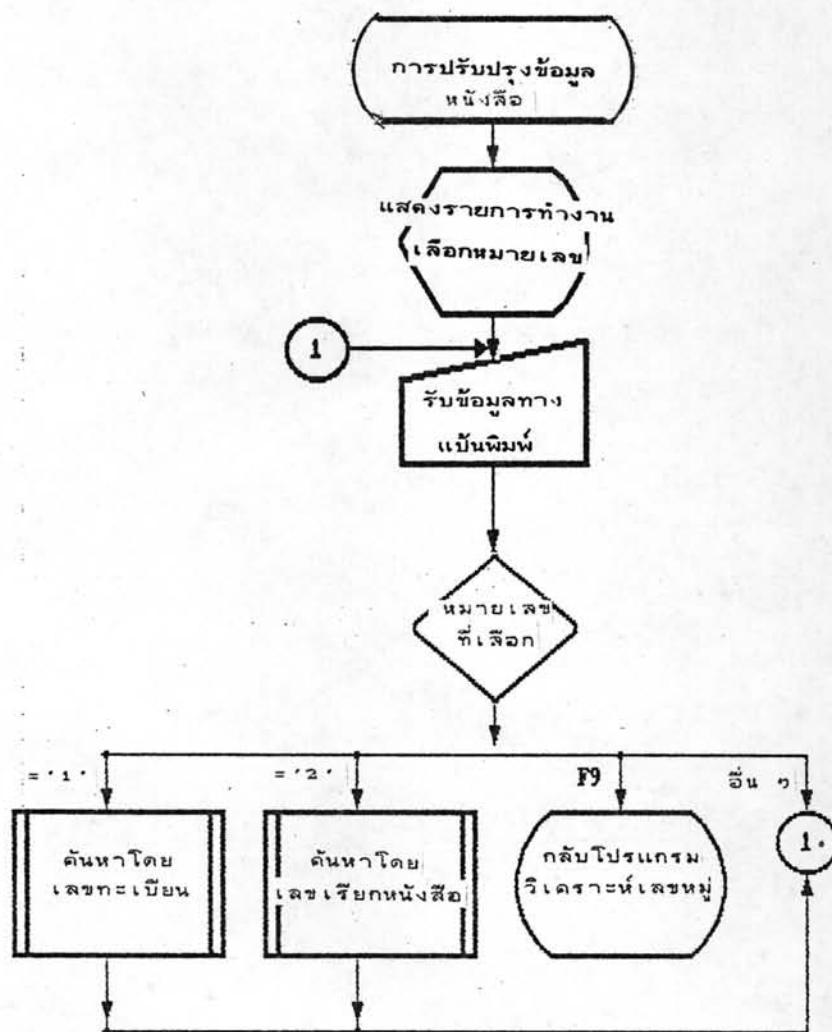 การปรับปรุงข้อมูล
หนังสือ
แสดงรายการทำงาน
เลือกหมายเลข
1
รับข้อมูลทาง
แป้นพิมพ์
หมายเลข
ที่เลือก
='1'
='2'
F9
อื่น ๆ
ค้นหาโดย
เลขทะเบียน
ค้นหาโดย
เลขเรียกหนังสือ
กลับโปรแกรม
วิเคราะห์เลขหมู่
1